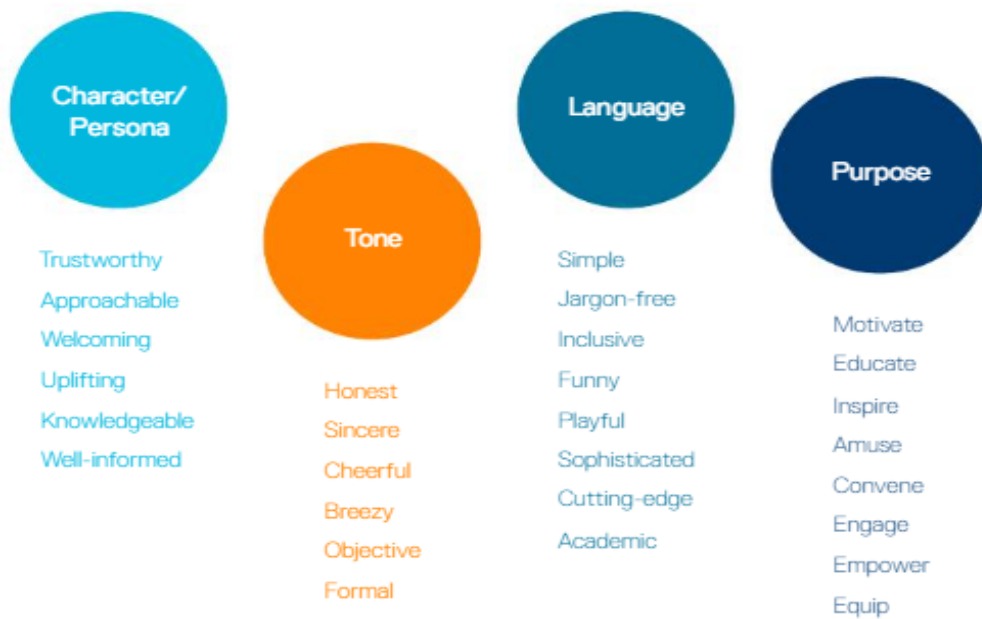 Character/
Persona
Trustworthy
Approachable
Welcoming
Uplifting
Knowledgeable
Well-informed
Tone
Honest
Sincere
Cheerful
Breezy
Objective
Formal
Language
Simple
Jargon-free
Inclusive
Funny
Playful
Sophisticated
Cutting-edge
Academic
Purpose
Motivate
Educate
Inspire
Amuse
Convene
Engage
Empower
Equip